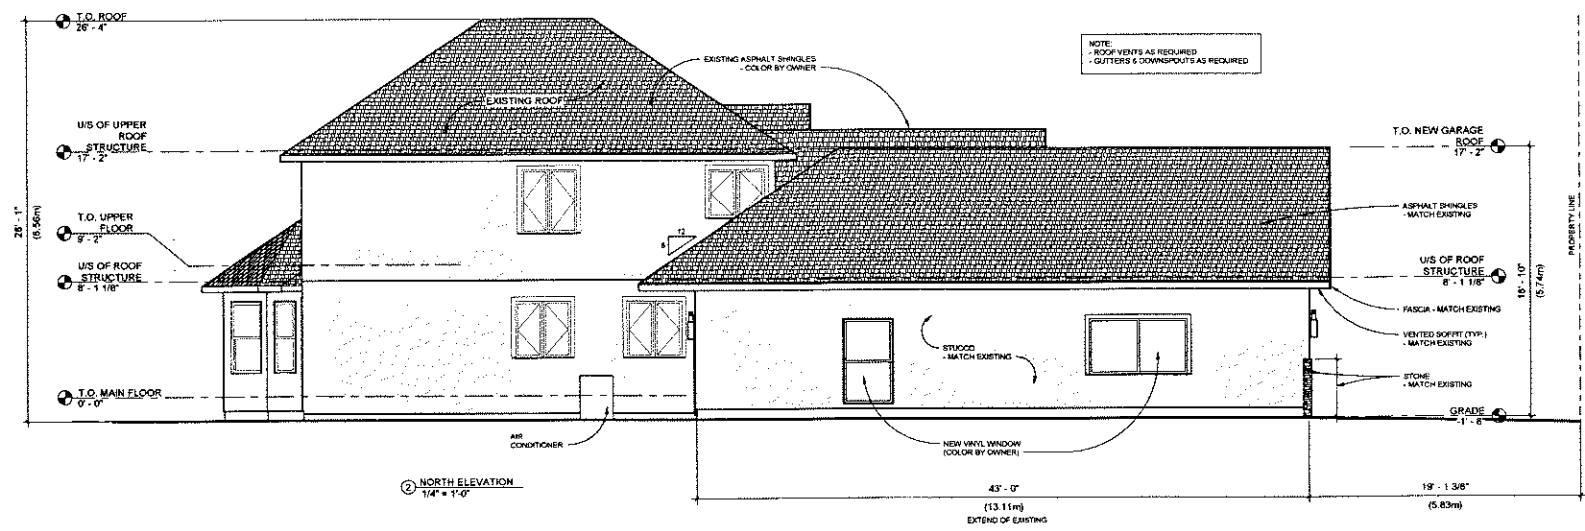 T.O. ROOF
26' - 4"
U/S OF UPPER
ROOF
STRUCTURE
17' - 2"
T.O. UPPER
FLOOR
9' - 2"
U/S OF ROOF
STRUCTURE
8' - 1 1/8"
T.O. MAIN FLOOR
0' - 0"
28' - 1"
(8.56m)
EXISTING ROOF
EXISTING ASPHALT SHINGLES
- COLOR BY OWNER
NOTE:
- ROOF VENTS AS REQUIRED
- GUTTERS & DOWNSPOUTS AS REQUIRED
T.O. NEW GARAGE
ROOF
17' - 2"
ASPHALT SHINGLES
- MATCH EXISTING
PROPERTY LINE
12
U/S OF ROOF
STRUCTURE
8' - 1 1/8"
18' - 10"
(5.74m)
FASCIA - MATCH EXISTING
VENTED SOFFIT (TYP.)
- MATCH EXISTING
STUCCO
- MATCH EXISTING
STONE
- MATCH EXISTING
GRADE
AIR
CONDITIONER
NEW VINYL WINDOW
(COLOR BY OWNER)
2 NORTH ELEVATION
1/4" = 1'-0"
43' - 0"
(13.11m)
EXTEND OF EXISTING
19' - 1 3/8"
(5.83m)